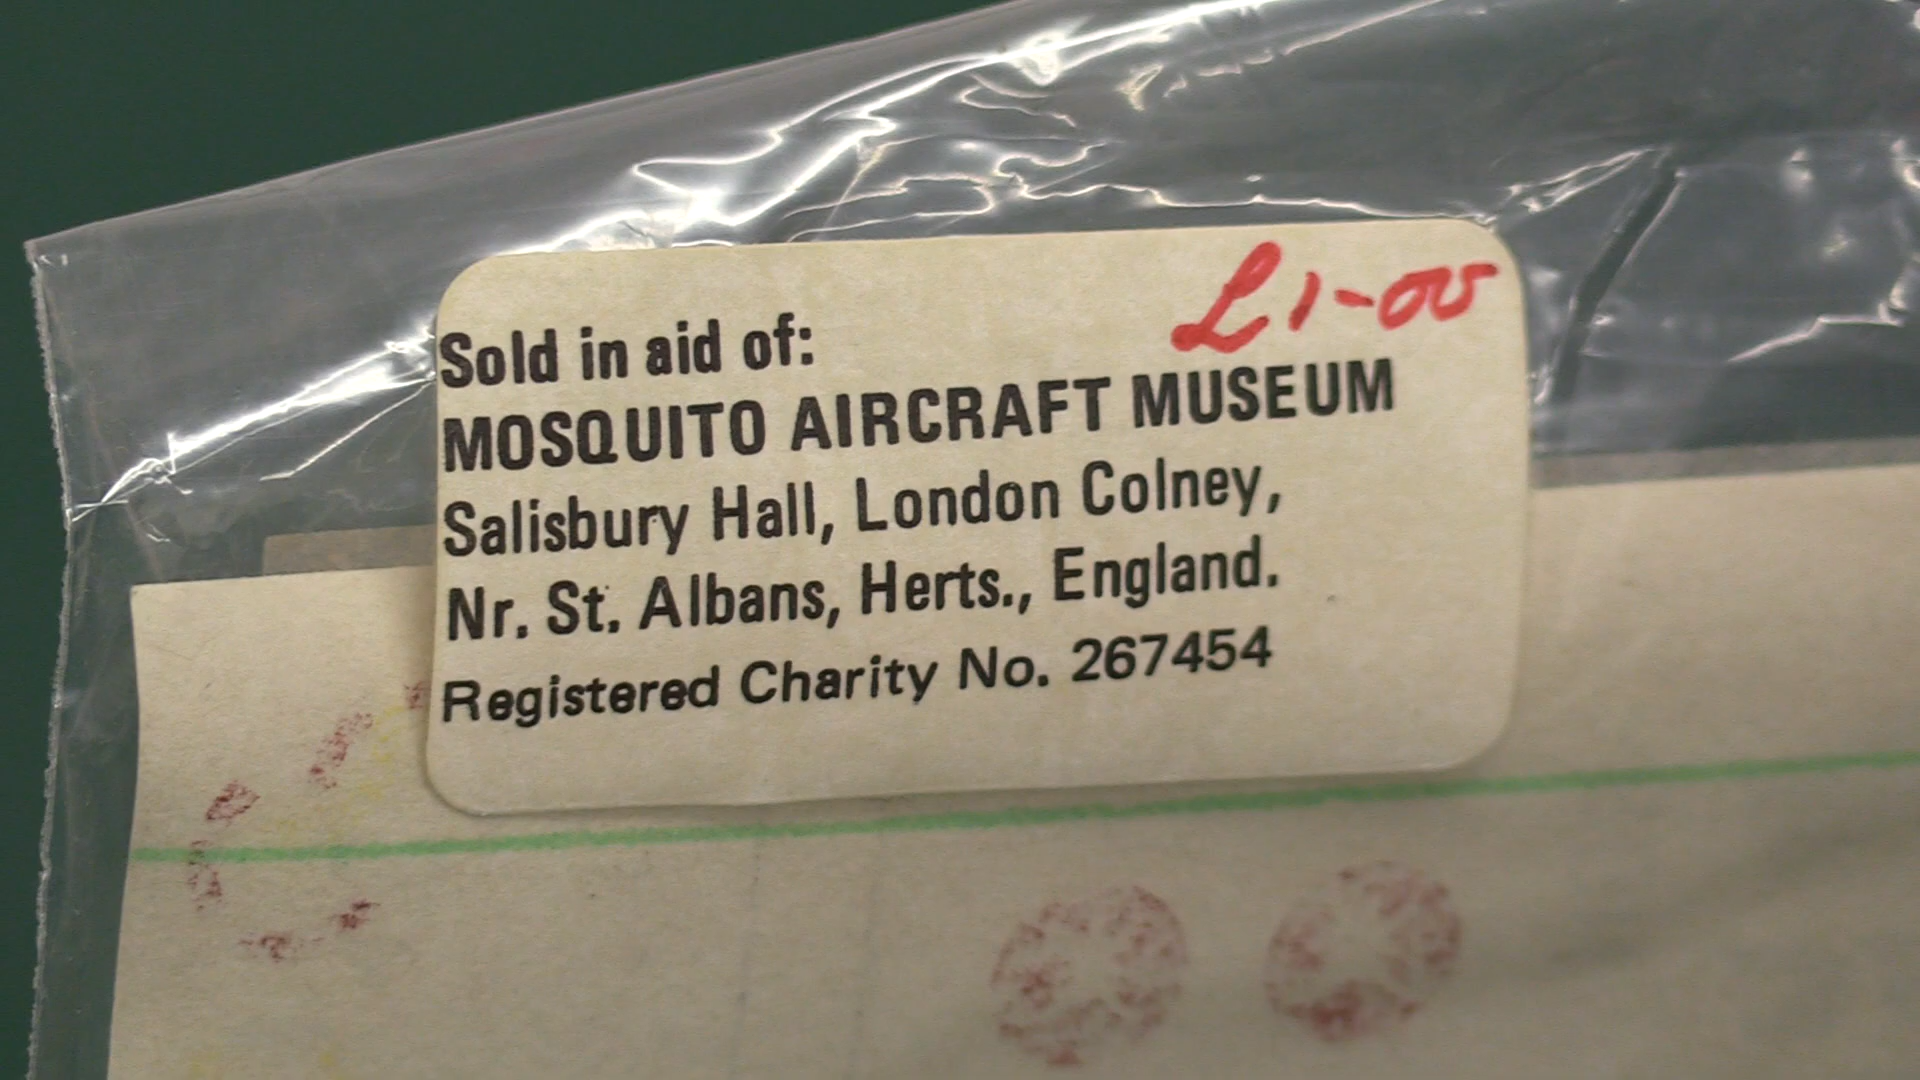 £1-00
Sold in aid of:
MOSQUITO AIRCRAFT MUSEUM
Salisbury Hall, London Colney,
Nr. St. Albans, Herts., England.
Registered Charity No. 267454